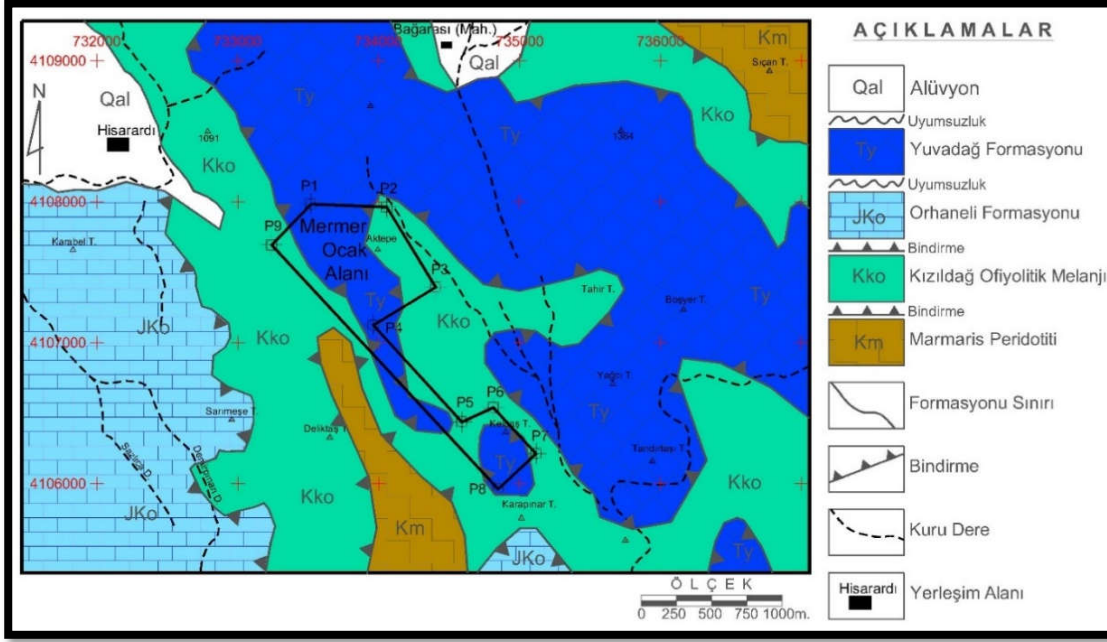 732000 733000 734000 735000 736000
4109000
4108000
4107000
4106000
N
Bağarası (Mah.)
Qal
Km
Sıçan T.
Qal
Hisarardı
Ty
Ty
Kko
1091
Kko
1364
P1
P2
P9
Mermer
Ocak
Alanı
Aktepe
Karabel T.
P3
Ty
P4
Kko
Tahir T.
Başyer T.
Ty
JKo
Kko
Yağlı T.
Ty
Sarımeşe T.
Deliktaş T.
P5
P6
P7
P8
Ty
Kko
Kko
Karapınar T.
Km
JKo
JKo
Ty
ÖLÇEK
0 250 500 750 1000m.
AÇIKLAMALAR
Qal Alüvyon
Uyumsuzluk
Ty Yuvadağ Formasyonu
Uyumsuzluk
JKo Orhaneli Formasyonu
Bindirme
Kko Kızıldağ Ofiyolitik Melanjı
Bindirme
Km Marmaris Peridotiti
Formasyonu Sınırı
Bindirme
Kuru Dere
Hisarardı Yerleşim Alanı